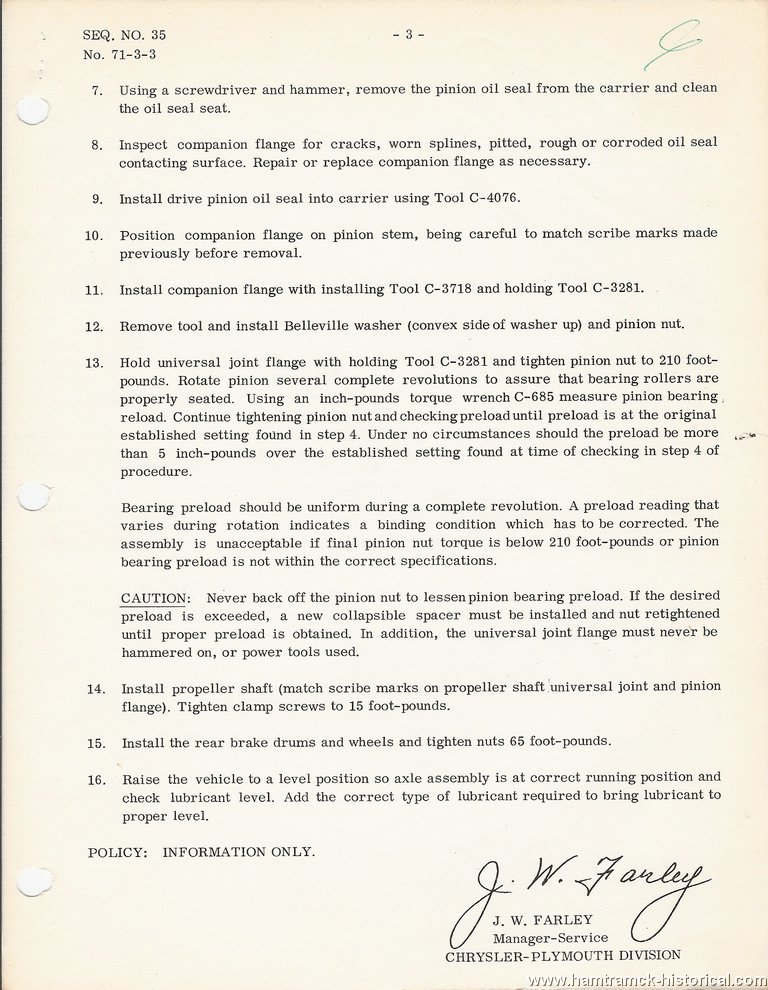 SEQ. NO. 35
- 3 -
No. 71-3-3
7. Using a screwdriver and hammer, remove the pinion oil seal from the carrier and clean
the oil seal seat.
8. Inspect companion flange for cracks, worn splines, pitted, rough or corroded oil seal
contacting surface. Repair or replace companion flange as necessary.
9. Install drive pinion oil seal into carrier using Tool C-4076.
10. Position companion flange on pinion stem, being careful to match scribe marks made
previously before removal.
11. Install companion flange with installing Tool C-3718 and holding Tool C-3281.
12. Remove tool and install Belleville washer (convex side of washer up) and pinion nut.
13. Hold universal joint flange with holding Tool C-3281 and tighten pinion nut to 210 foot-
pounds. Rotate pinion several complete revolutions to assure that bearing rollers are
properly seated. Using an inch-pounds torque wrench C-685 measure pinion bearing
reload. Continue tightening pinion nut and checking preload until preload is at the original
established setting found in step 4. Under no circumstances should the preload be more
than 5 inch-pounds over the established setting found at time of checking in step 4 of
procedure.
Bearing preload should be uniform during a complete revolution. A preload reading that
varies during rotation indicates a binding condition which has to be corrected. The
assembly is unacceptable if final pinion nut torque is below 210 foot-pounds or pinion
bearing preload is not within the correct specifications.
CAUTION: Never back off the pinion nut to lessen pinion bearing preload. If the desired
preload is exceeded, a new collapsible spacer must be installed and nut retightened
until proper preload is obtained. In addition, the universal joint flange must never be
hammered on, or power tools used.
14. Install propeller shaft (match scribe marks on propeller shaft universal joint and pinion
flange). Tighten clamp screws to 15 foot-pounds.
15. Install the rear brake drums and wheels and tighten nuts 65 foot-pounds.
16. Raise the vehicle to a level position so axle assembly is at correct running position and
check lubricant level. Add the correct type of lubricant required to bring lubricant to
proper level.
POLICY: INFORMATION ONLY.
J. W. Farley
J. W. FARLEY
Manager-Service
CHRYSLER-PLYMOUTH DIVISION
www.hamtramck-historical.com